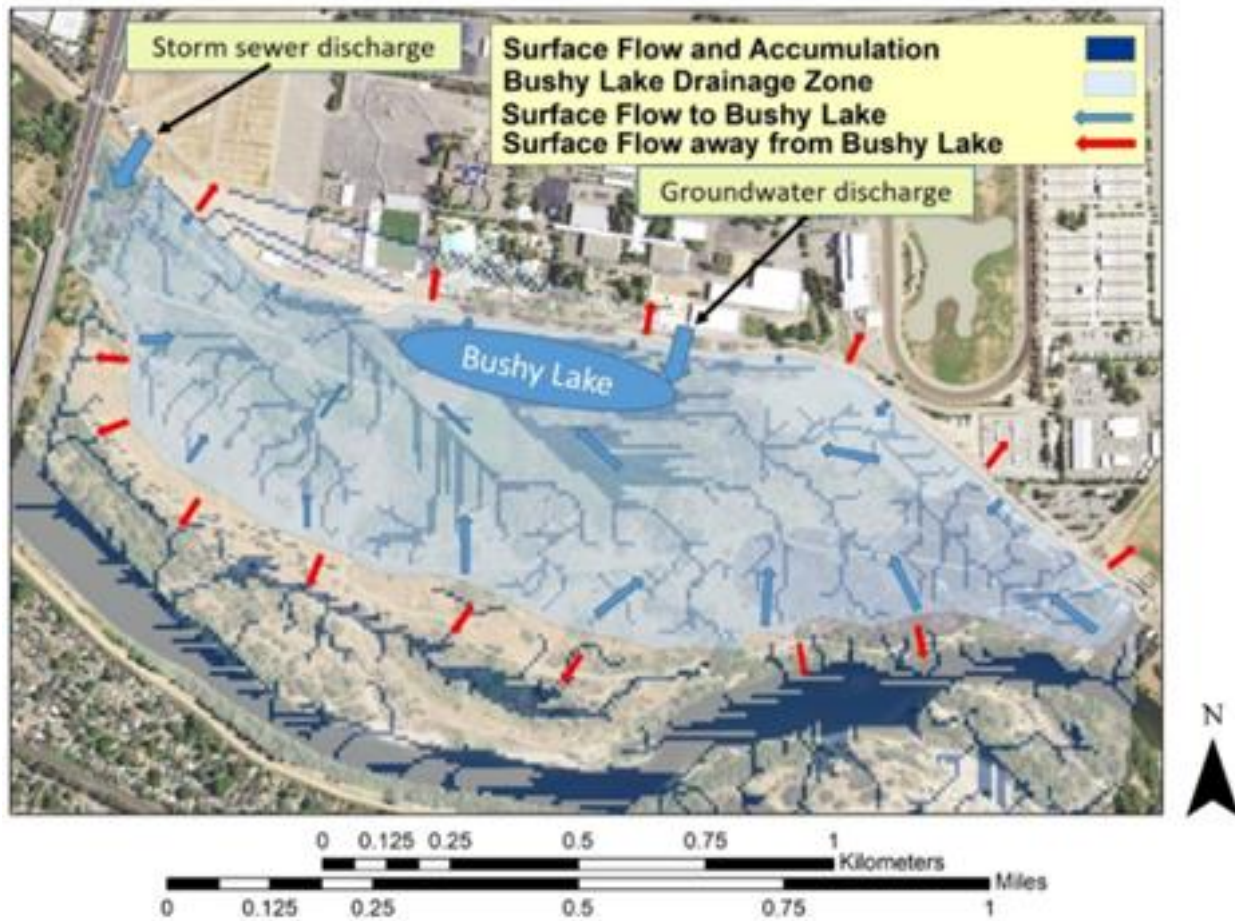 Storm sewer discharge
Surface Flow and Accumulation
Bushy Lake Drainage Zone
Surface Flow to Bushy Lake
Surface Flow away from Bushy Lake
Groundwater discharge
Bushy Lake
N
0 0.125 0.25 0.5 0.75 1
Kilometers
Miles
0 0.125 0.25 0.5 0.75 1